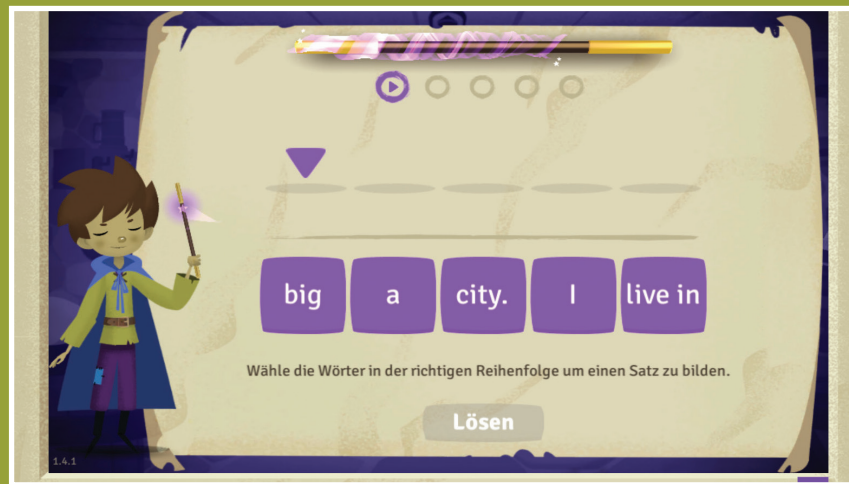 big a city. I live in
Wähle die Wörter in der richtigen Reihenfolge um einen Satz zu bilden.
Lösen
1.4.1